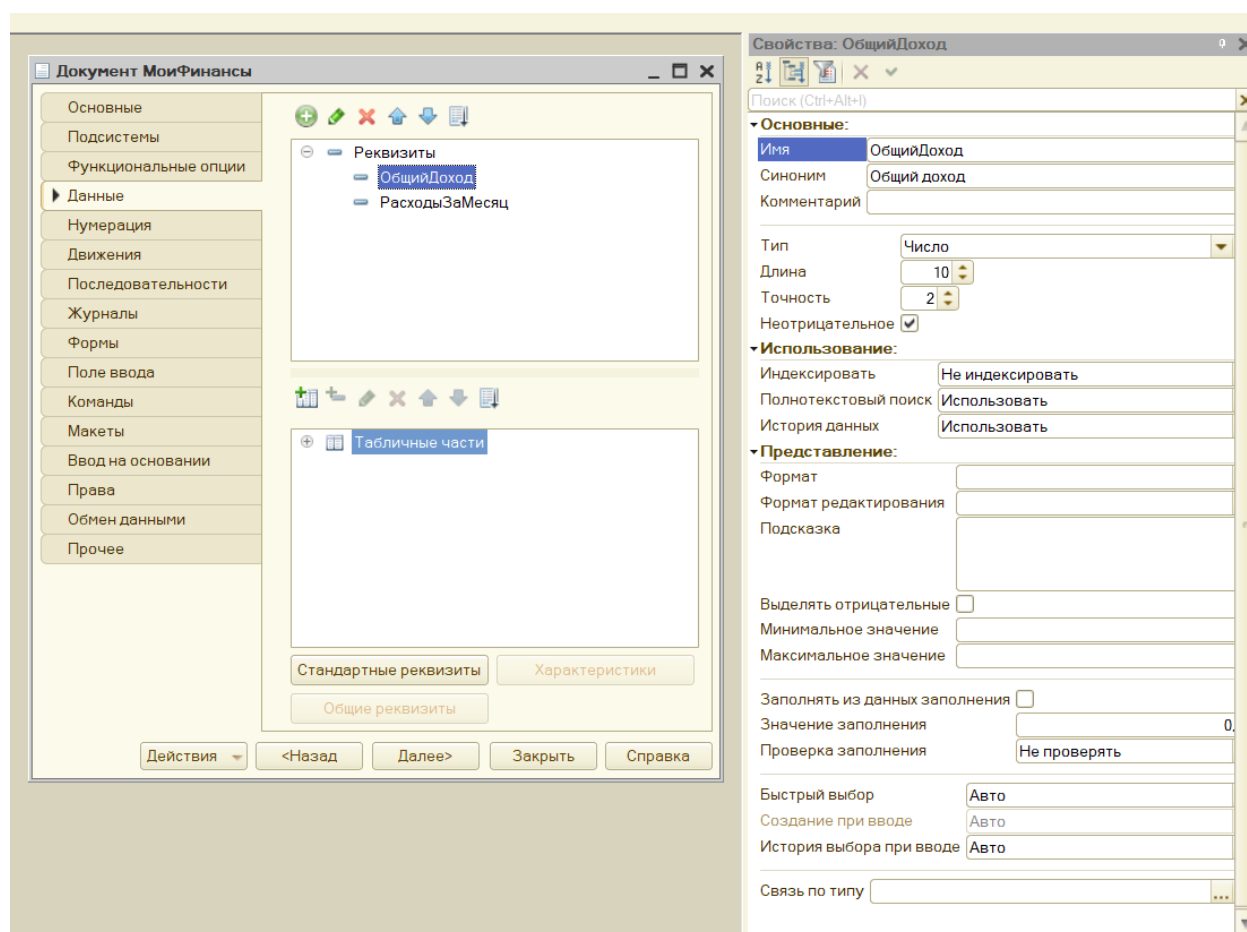 Документ МоиФинансы
Основные
Подсистемы
Функциональные опции
Данные
Нумерация
Движения
Последовательности
Журналы
Формы
Поле ввода
Команды
Макеты
Ввод на основании
Права
Обмен данными
Прочее
Реквизиты
ОбщийДоход
РасходыЗаМесяц
Табличные части
Стандартные реквизиты Характеристики
Общие реквизиты
Действия <Назад Далее> Закрыть Справка
Свойства: ОбщийДоход
Поиск (Ctrl+Alt+I)
Основные:
Имя ОбщийДоход
Синоним Общий доход
Комментарий
Тип Число
Длина 10
Точность 2
Неотрицательное
Использование:
Индексировать Не индексировать
Полнотекстовый поиск Использовать
История данных Использовать
Представление:
Формат
Формат редактирования
Подсказка
Выделять отрицательные
Минимальное значение
Максимальное значение
Заполнять из данных заполнения
Значение заполнения 0,
Проверка заполнения Не проверять
Быстрый выбор Авто
Создание при вводе Авто
История выбора при вводе Авто
Связь по типу ...